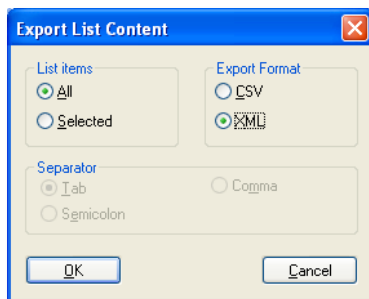 Export List Content
List items
All
Selected
Export Format
CSV
XML
Separator
Tab
Comma
Semicolon
OK
Cancel